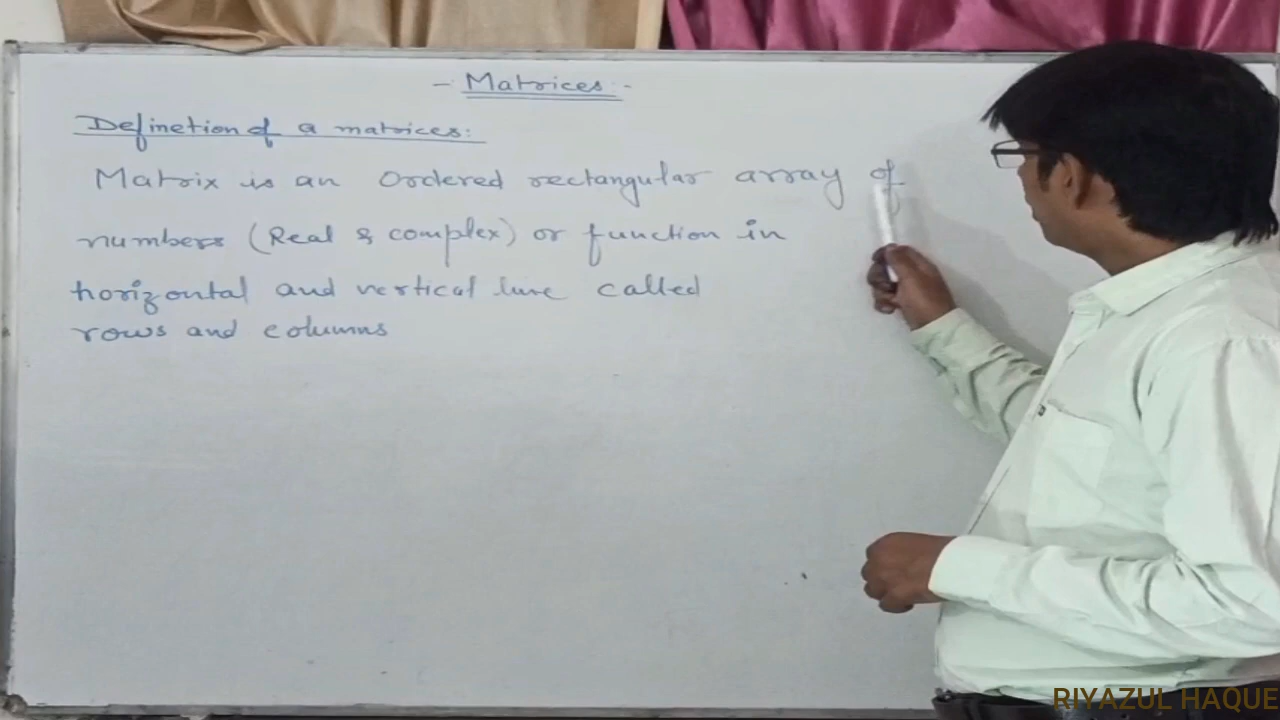 - Matrices -
Definetion of a matrices:
Matrix is an Ordered rectangular array of
numbers (Real & complex) or function in
horizontal and vertical line called
rows and columns
RIYAZUL HAQUE